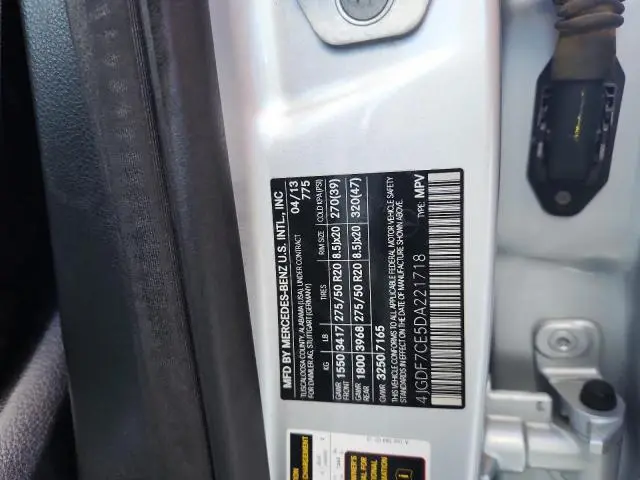 MFD BY MERCEDES-BENZ U.S. INTL., INC
TUSCALOOSA COUNTY, ALABAMA (USA), UNDER CONTRACT
FOR DAIMLER AG, STUTTGART (GERMANY)
04/13
775
KG LB TIRES RIM SIZE COLD KPA (PSI)
GAWR FRONT 1550 3417 275/50 R20 8.5Jx20 270(39)
GAWR REAR 1800 3968 275/50 R20 8.5Jx20 320(47)
GVWR 3250 7165
VEHICLE CONFORMS TO ALL APPLICABLE FEDERAL MOTOR VEHICLE SAFETY
STANDARDS IN EFFECT ON THE DATE OF MANUFACTURE SHOWN ABOVE.
4JGDF7CE5DA221718 TYPE: MPV